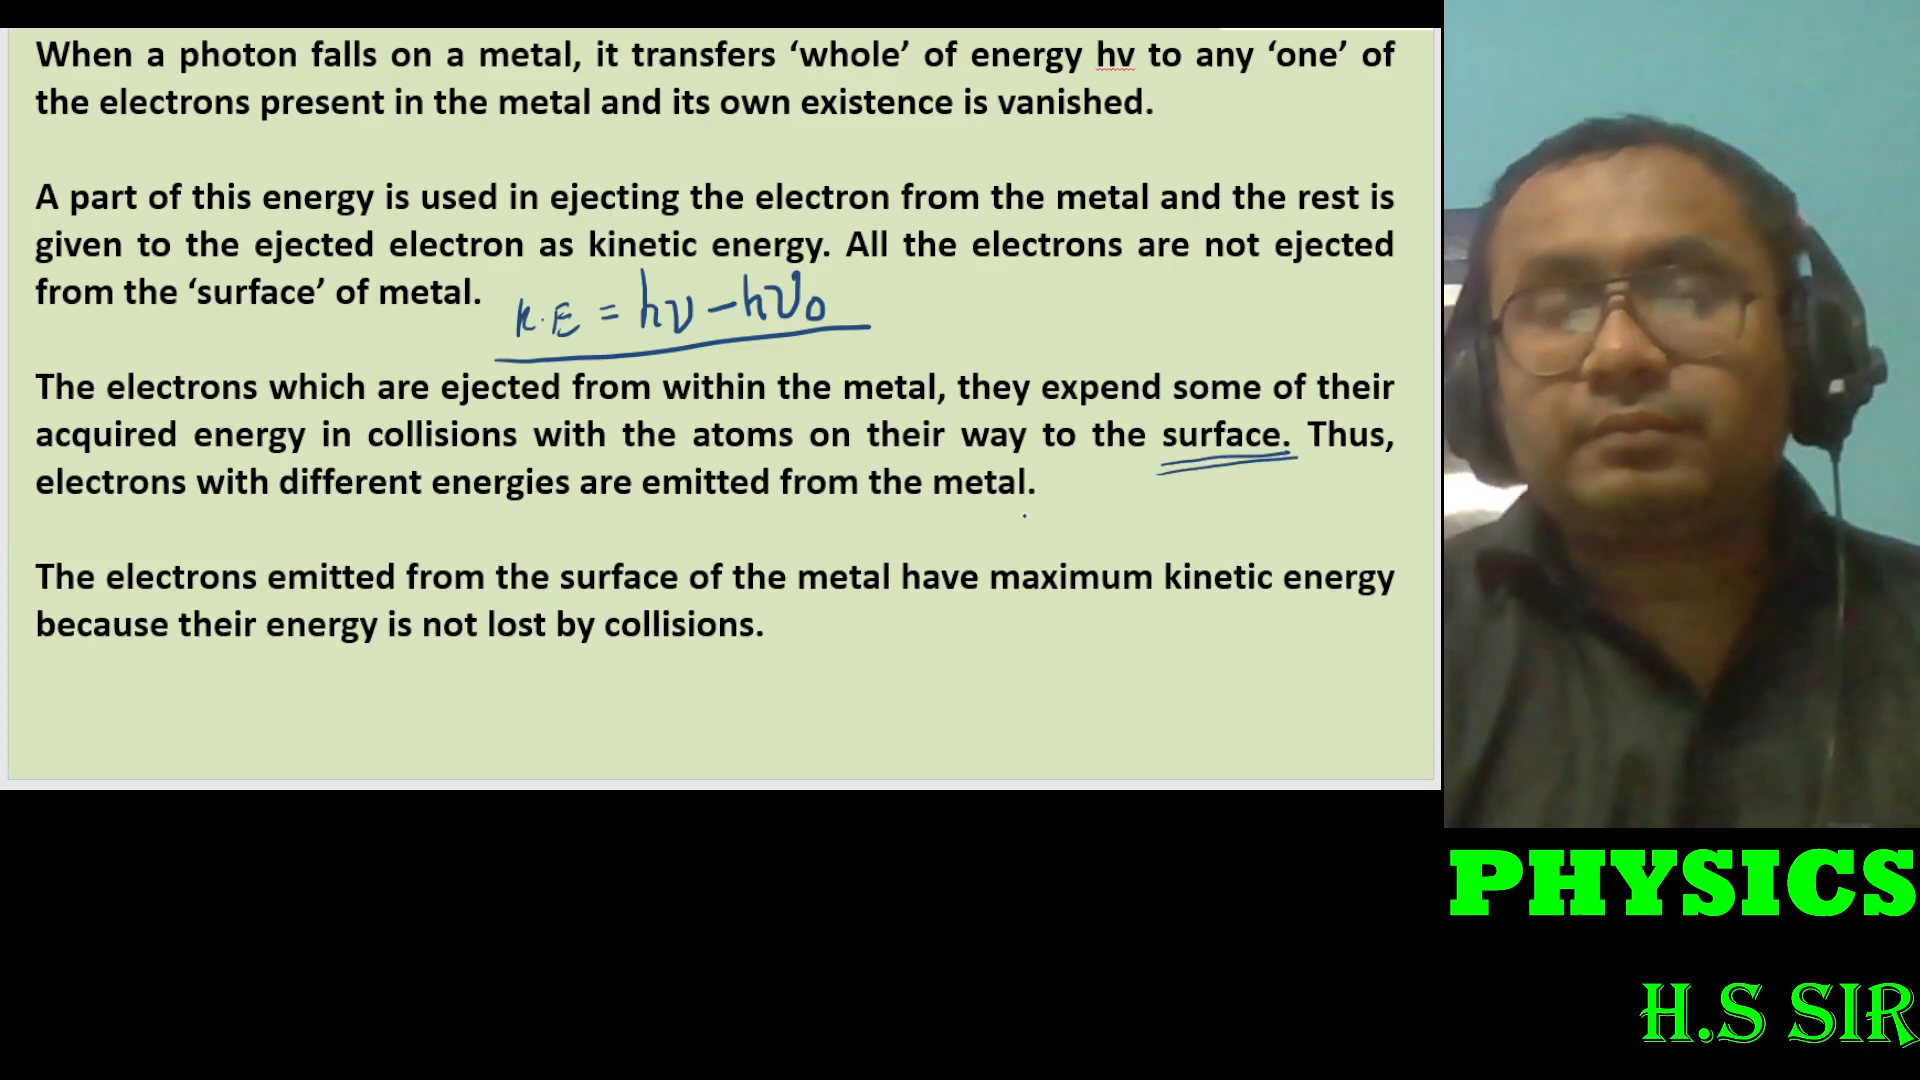 When a photon falls on a metal, it transfers ‘whole’ of energy hv to any ‘one’ of
the electrons present in the metal and its own existence is vanished.
A part of this energy is used in ejecting the electron from the metal and the rest is
given to the ejected electron as kinetic energy. All the electrons are not ejected
from the ‘surface’ of metal.
K.E = hν - hν₀
The electrons which are ejected from within the metal, they expend some of their
acquired energy in collisions with the atoms on their way to the surface. Thus,
electrons with different energies are emitted from the metal.
The electrons emitted from the surface of the metal have maximum kinetic energy
because their energy is not lost by collisions.
PHYSICS
H.S SIR